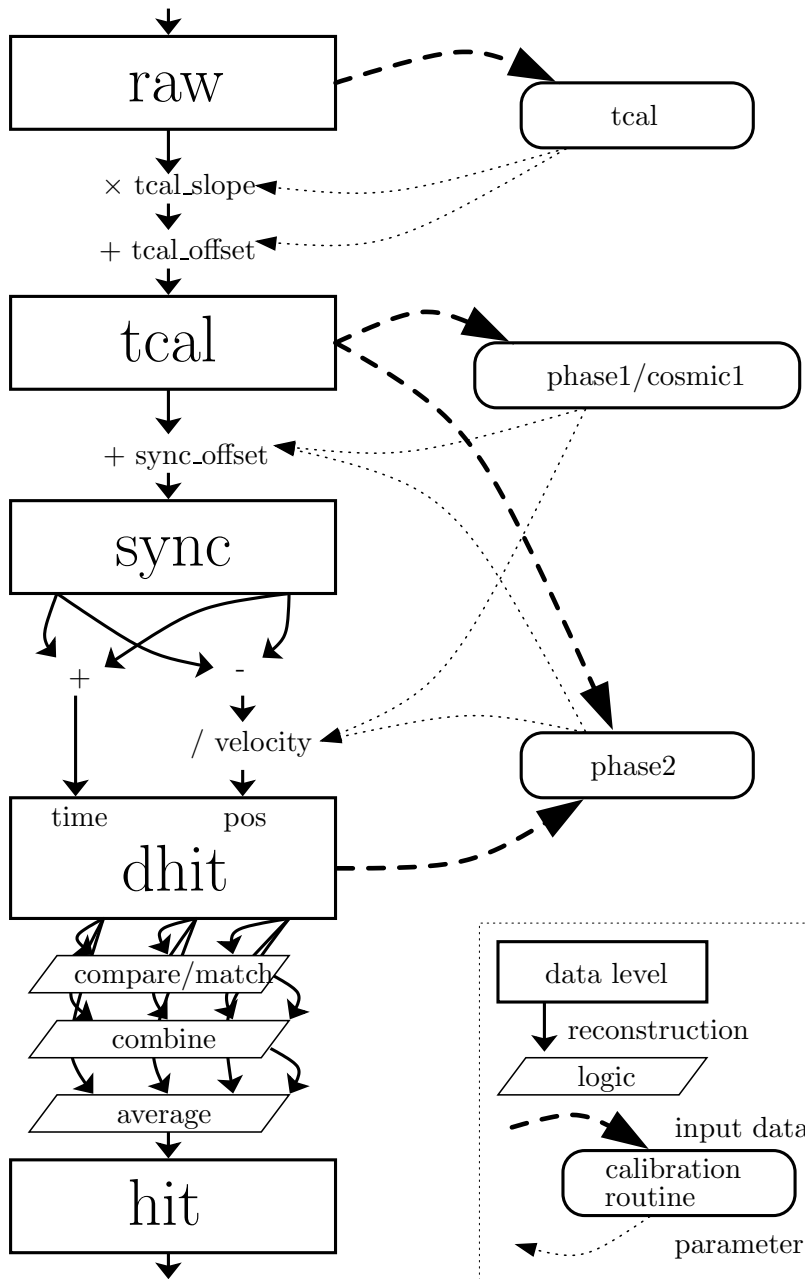 raw
tcal
× tcal_slope
+ tcal_offset
tcal
phase1/cosmic1
+ sync_offset
sync
+
-
/ velocity
phase2
time pos
dhit
compare/match
combine
average
hit
data level
reconstruction
logic
input data
calibration
routine
parameter